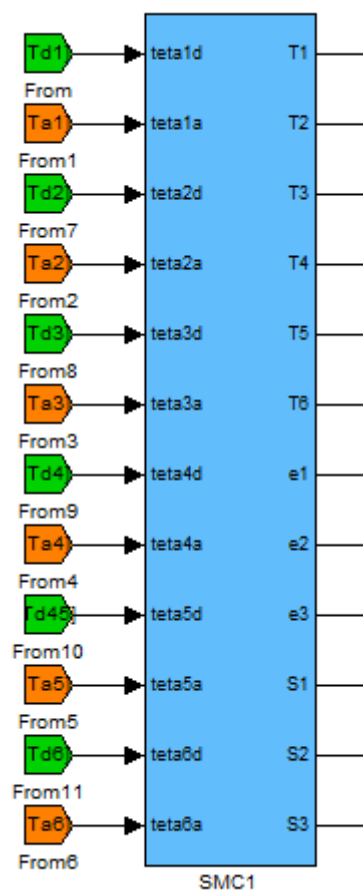 Td1 teta1d T1
From
Ta1 teta1a T2
From1
Td2 teta2d T3
From7
Ta2 teta2a T4
From2
Td3 teta3d T5
From8
Ta3 teta3a T6
From3
Td4 teta4d e1
From9
Ta4 teta4a e2
From4
Td45] teta5d e3
From10
Ta5 teta5a S1
From5
Td6 teta6d S2
From11
Ta6 teta6a S3
From6
SMC1